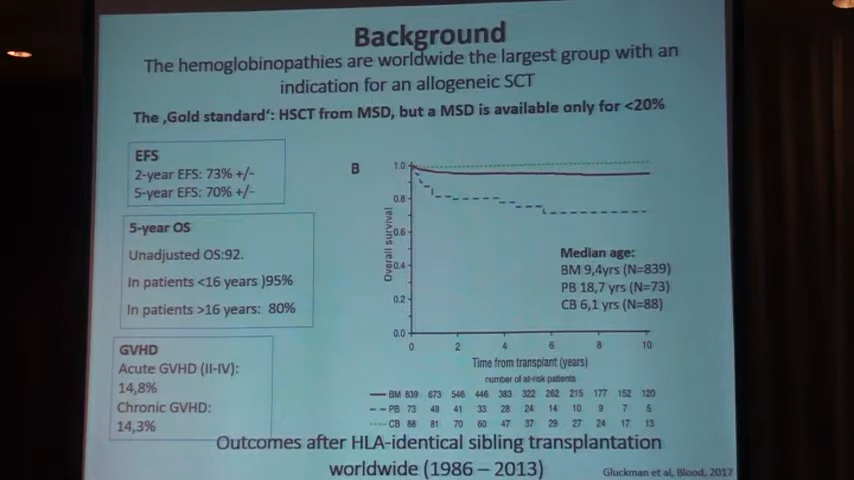 Background
The hemoglobinopathies are worldwide the largest group with an
indication for an allogeneic SCT
The ‚Gold standard‘: HSCT from MSD, but a MSD is available only for <20%
EFS
2-year EFS: 73% +/-
5-year EFS: 70% +/-
5-year OS
Unadjusted OS:92.
In patients <16 years )95%
In patients >16 years: 80%
GVHD
Acute GVHD (II-IV):
14,8%
Chronic GVHD:
14,3%
B
Overall survival
1.0
0.8
0.6
0.4
0.2
0.0
0 2 4 6 8 10
Time from transplant (years)
Median age:
BM 9,4yrs (N=839)
PB 18,7 yrs (N=73)
CB 6,1 yrs (N=88)
number of at-risk patients
BM 839 673 546 446 383 322 262 215 177 152 120
PB 73 49 41 33 28 24 14 10 9 7 5
CB 88 81 70 60 47 37 29 27 24 17 13
Outcomes after HLA-identical sibling transplantation
worldwide (1986 – 2013)
Gluckman et al, Blood, 2017